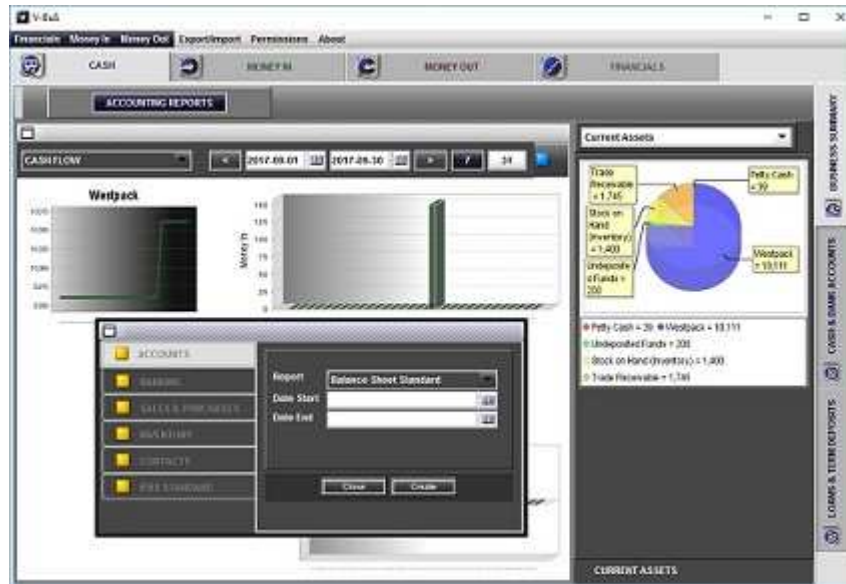 V-BuS
Financials Money In Money Out Export/Import Permissions About
CASH MONEY IN MONEY OUT FINANCIALS
ACCOUNTING REPORTS
CASH FLOW < 2017-09-01 2017-09-30 > 7 31
Westpack
Money In
Current Assets
Trade
Receivable
= 1,745
Stock on
Hand
(Inventory)
= 1,400
Undeposite
d Funds =
200
Petty Cash
= 39
Westpack
= 10,111
Petty Cash = 39 Westpack = 10,111
Undeposited Funds = 200
Stock on Hand (Inventory) = 1,400
Trade Receivable = 1,745
CURRENT ASSETS
BUSINESS SUMMARY
CASH & BANK ACCOUNTS
LOANS & TERM DEPOSITS
ACCOUNTS
BANKING
SALES & PURCHASES
INVENTORY
CONTACTS
Report Balance Sheet Standard
Date Start
Date End
Close Create